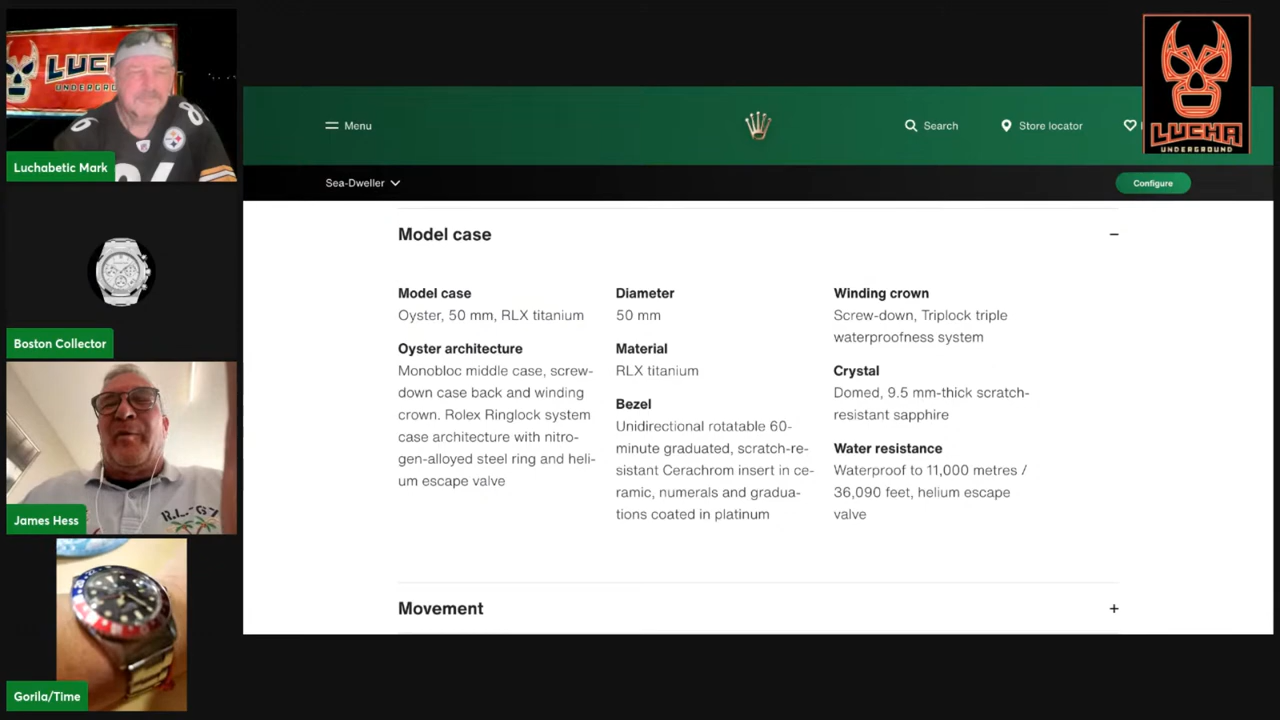 LUCHA
UNDERGROUND
Luchabetic Mark
Boston Collector
James Hess
R.L.-67
Gorila/Time
Menu
Search
Store locator
LUCHA
UNDERGROUND
Sea-Dweller
Configure
Model case
Model case
Oyster, 50 mm, RLX titanium
Oyster architecture
Monobloc middle case, screw-
down case back and winding
crown. Rolex Ringlock system
case architecture with nitro-
gen-alloyed steel ring and heli-
um escape valve
Diameter
50 mm
Material
RLX titanium
Bezel
Unidirectional rotatable 60-
minute graduated, scratch-re-
sistant Cerachrom insert in ce-
ramic, numerals and gradua-
tions coated in platinum
Winding crown
Screw-down, Triplock triple
waterproofness system
Crystal
Domed, 9.5 mm-thick scratch-
resistant sapphire
Water resistance
Waterproof to 11,000 metres /
36,090 feet, helium escape
valve
Movement